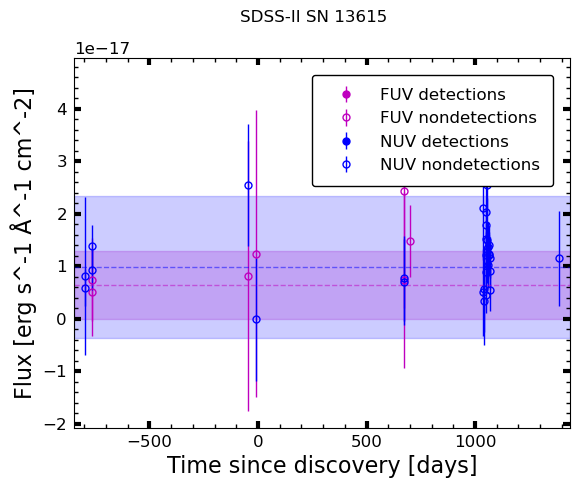 SDSS-II SN 13615
1e−17
FUV detections
FUV nondetections
NUV detections
NUV nondetections
4
3
2
1
0
−1
−2
Flux [erg s^-1 Å^-1 cm^-2]
−500
0
500
1000
Time since discovery [days]